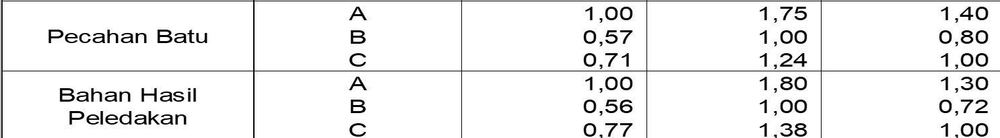 Pecahan Batu
A 1,00 1,75 1,40
B 0,57 1,00 0,80
C 0,71 1,24 1,00
Bahan Hasil
Peledakan
A 1,00 1,80 1,30
B 0,56 1,00 0,72
C 0,77 1,38 1,00